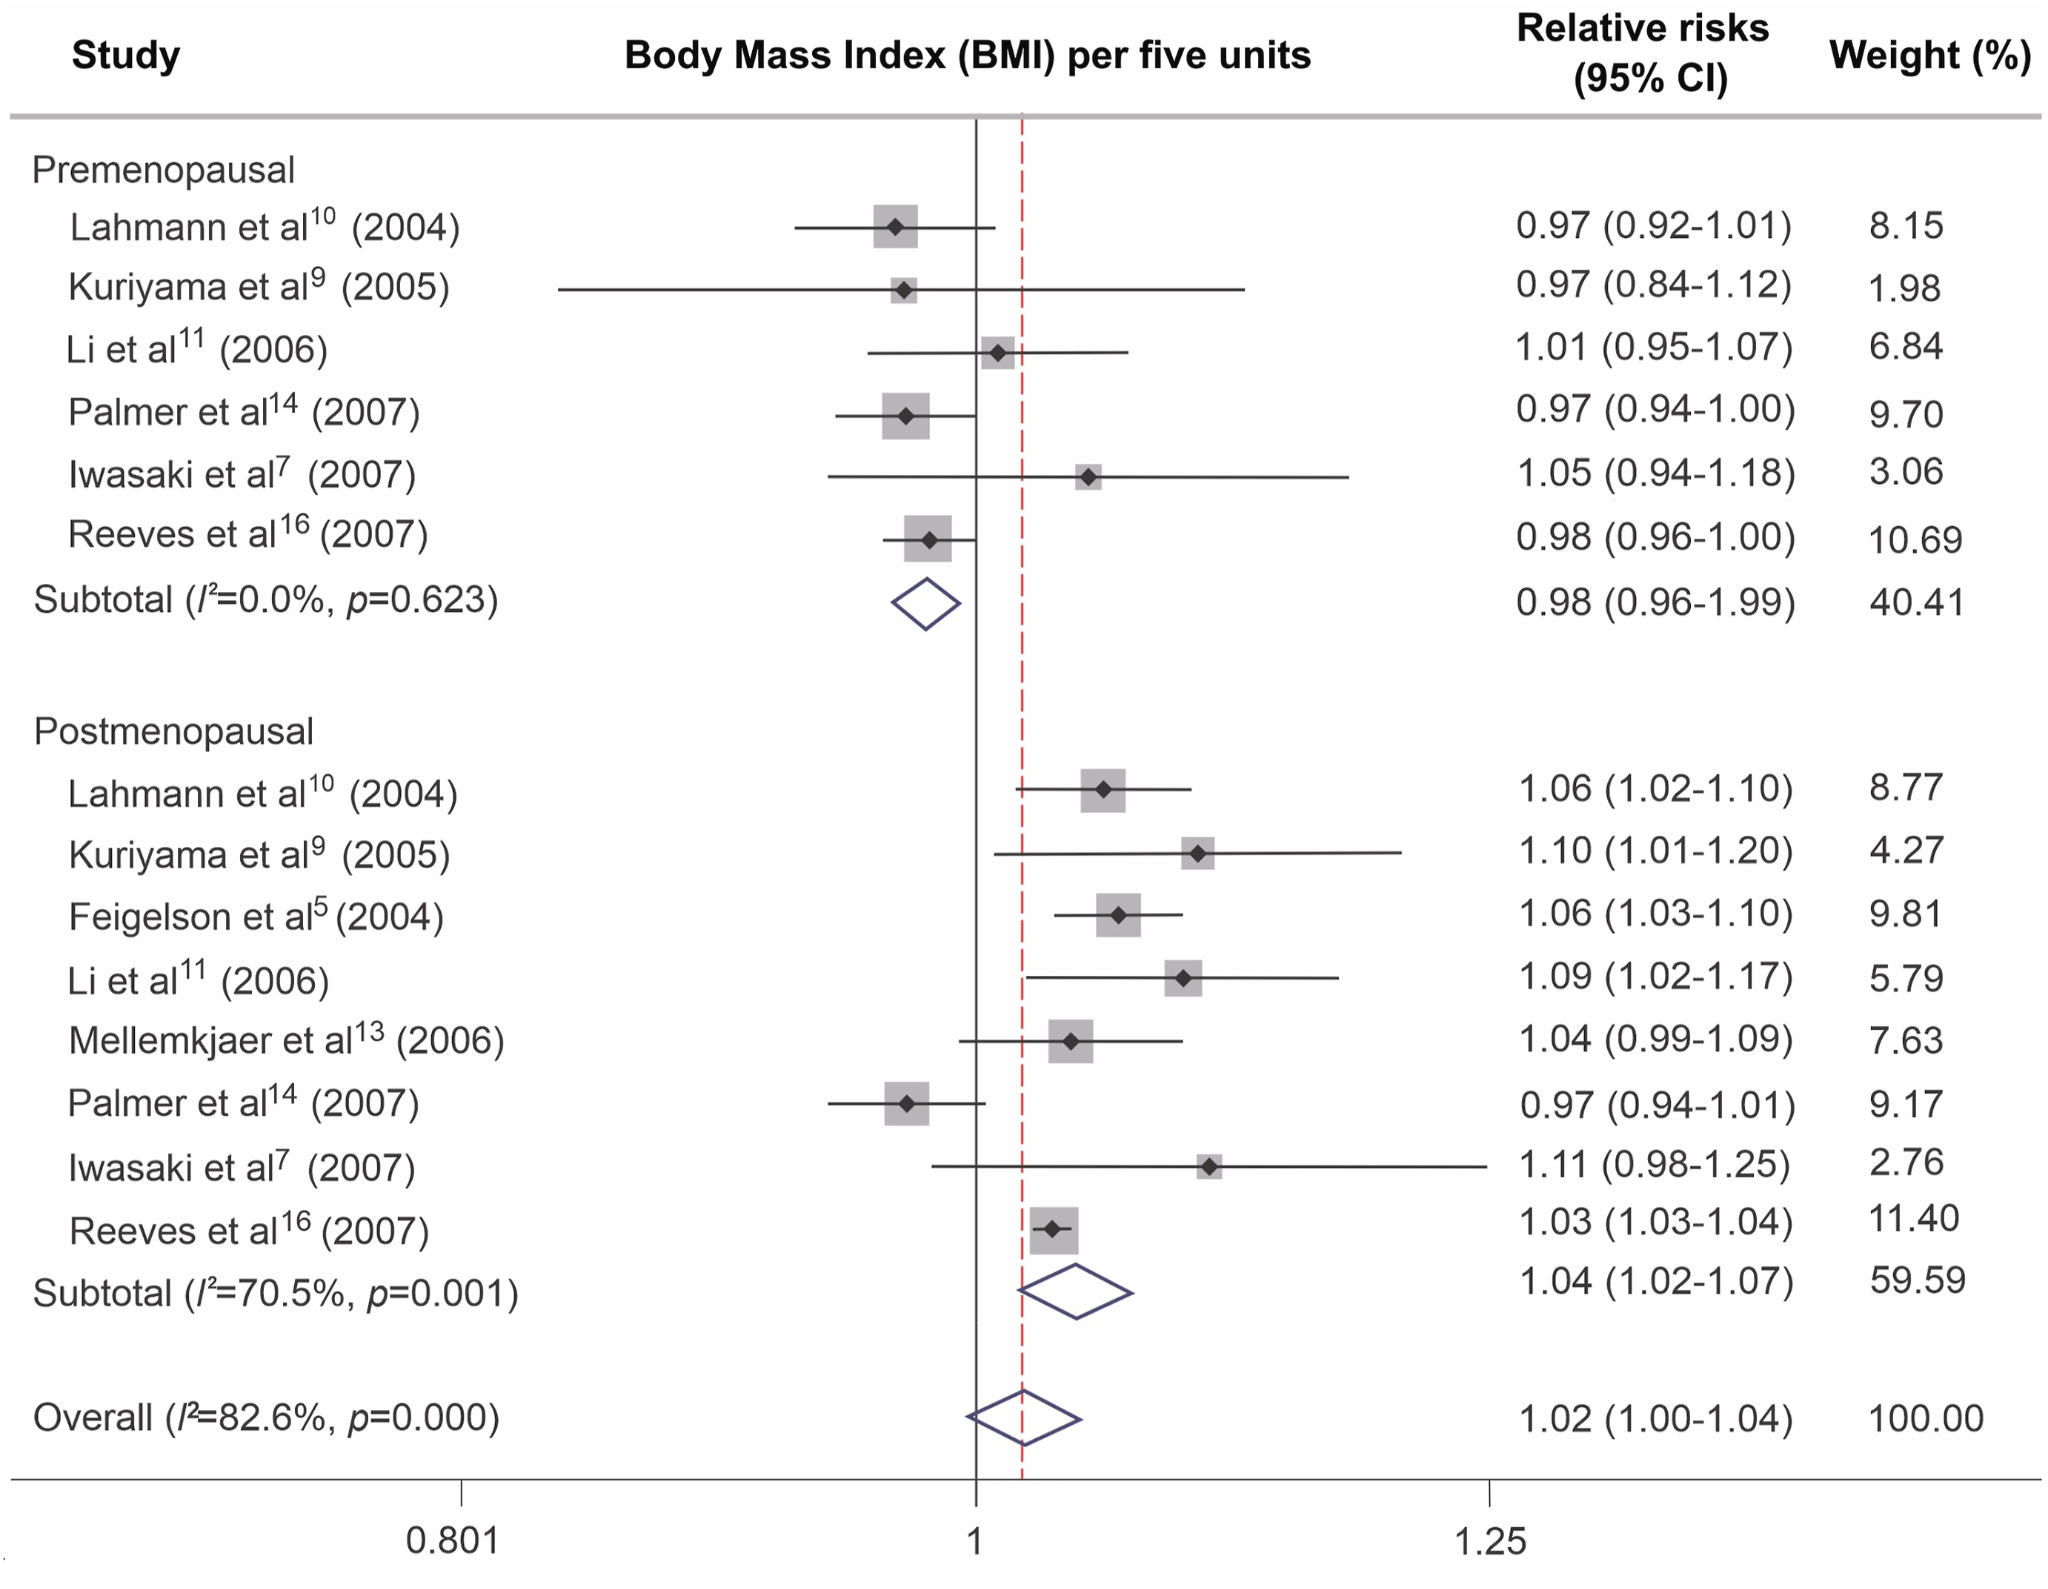 Study Body Mass Index (BMI) per five units Relative risks (95% CI) Weight (%)
Premenopausal
Lahmann et al10 (2004) 0.97 (0.92-1.01) 8.15
Kuriyama et al9 (2005) 0.97 (0.84-1.12) 1.98
Li et al11 (2006) 1.01 (0.95-1.07) 6.84
Palmer et al14 (2007) 0.97 (0.94-1.00) 9.70
Iwasaki et al7 (2007) 1.05 (0.94-1.18) 3.06
Reeves et al16 (2007) 0.98 (0.96-1.00) 10.69
Subtotal (I²=0.0%, p=0.623) 0.98 (0.96-1.99) 40.41
Postmenopausal
Lahmann et al10 (2004) 1.06 (1.02-1.10) 8.77
Kuriyama et al9 (2005) 1.10 (1.01-1.20) 4.27
Feigelson et al5 (2004) 1.06 (1.03-1.10) 9.81
Li et al11 (2006) 1.09 (1.02-1.17) 5.79
Mellemkjaer et al13 (2006) 1.04 (0.99-1.09) 7.63
Palmer et al14 (2007) 0.97 (0.94-1.01) 9.17
Iwasaki et al7 (2007) 1.11 (0.98-1.25) 2.76
Reeves et al16 (2007) 1.03 (1.03-1.04) 11.40
Subtotal (I²=70.5%, p=0.001) 1.04 (1.02-1.07) 59.59
Overall (I²=82.6%, p=0.000) 1.02 (1.00-1.04) 100.00
0.801 1 1.25